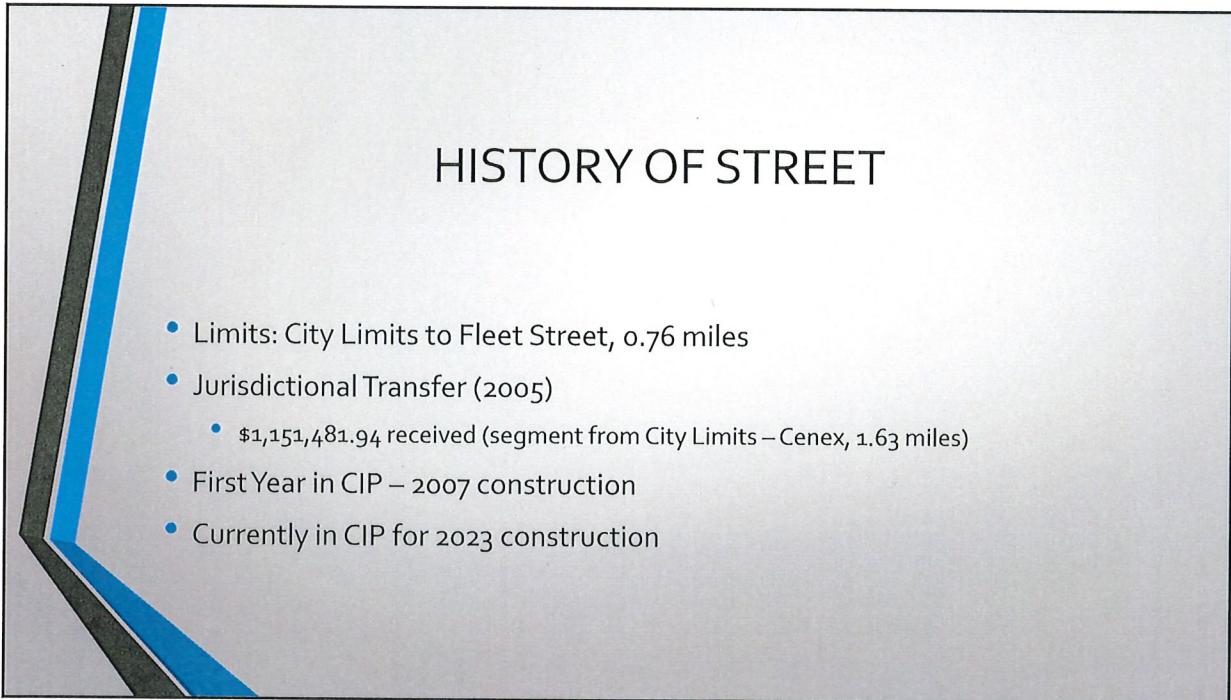 HISTORY OF STREET
• Limits: City Limits to Fleet Street, 0.76 miles
• Jurisdictional Transfer (2005)
• $1,151,481.94 received (segment from City Limits – Cenex, 1.63 miles)
• First Year in CIP – 2007 construction
• Currently in CIP for 2023 construction